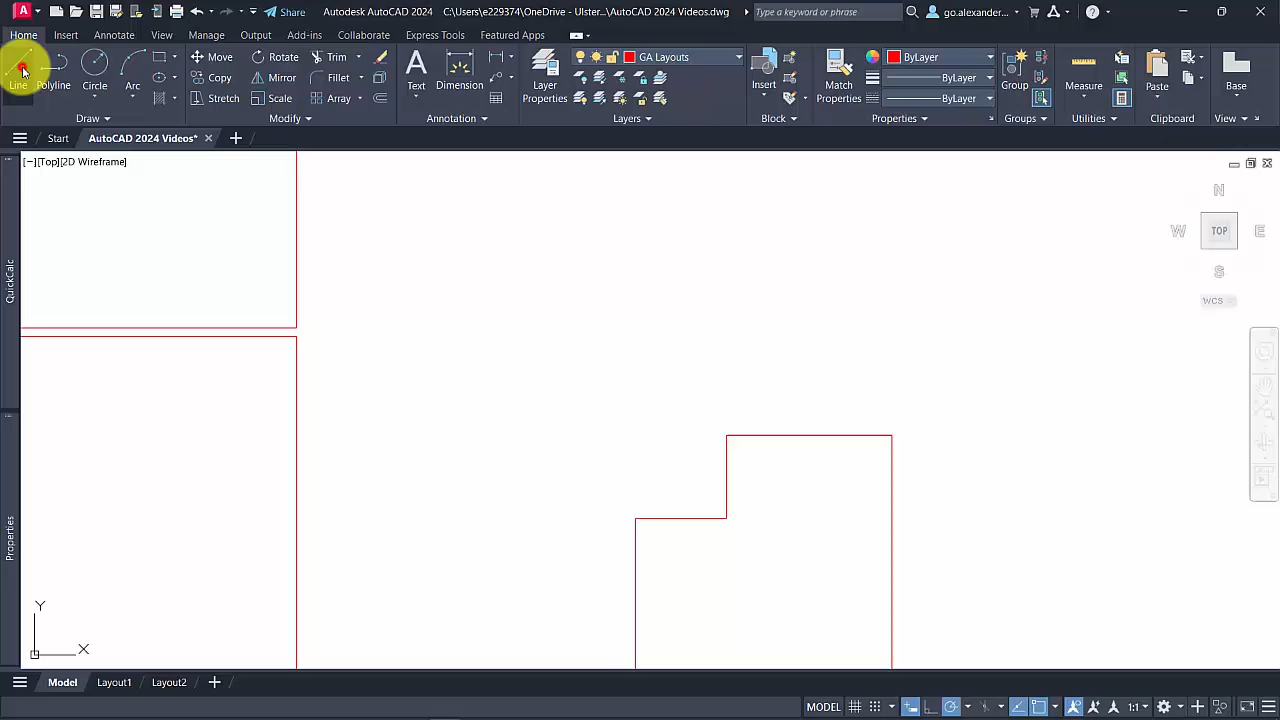 A Share Autodesk AutoCAD 2024 C:\Users\e229374\OneDrive - Ulster...\AutoCAD 2024 Videos.dwg Type a keyword or phrase go.alexander...
Home Insert Annotate View Manage Output Add-ins Collaborate Express Tools Featured Apps
Line Polyline Circle Arc Move Rotate Trim Text Dimension Layer Properties GA Layouts Insert Match Properties ByLayer Group Measure Paste Base
Copy Mirror Fillet ByLayer
Stretch Scale Array ByLayer
Draw Modify Annotation Layers Block Properties Groups Utilities Clipboard View
Start AutoCAD 2024 Videos*
[−][Top][2D Wireframe]
N
W TOP E
S
WCS
QuickCalc
Properties
Y
X
Model Layout1 Layout2
MODEL 1:1